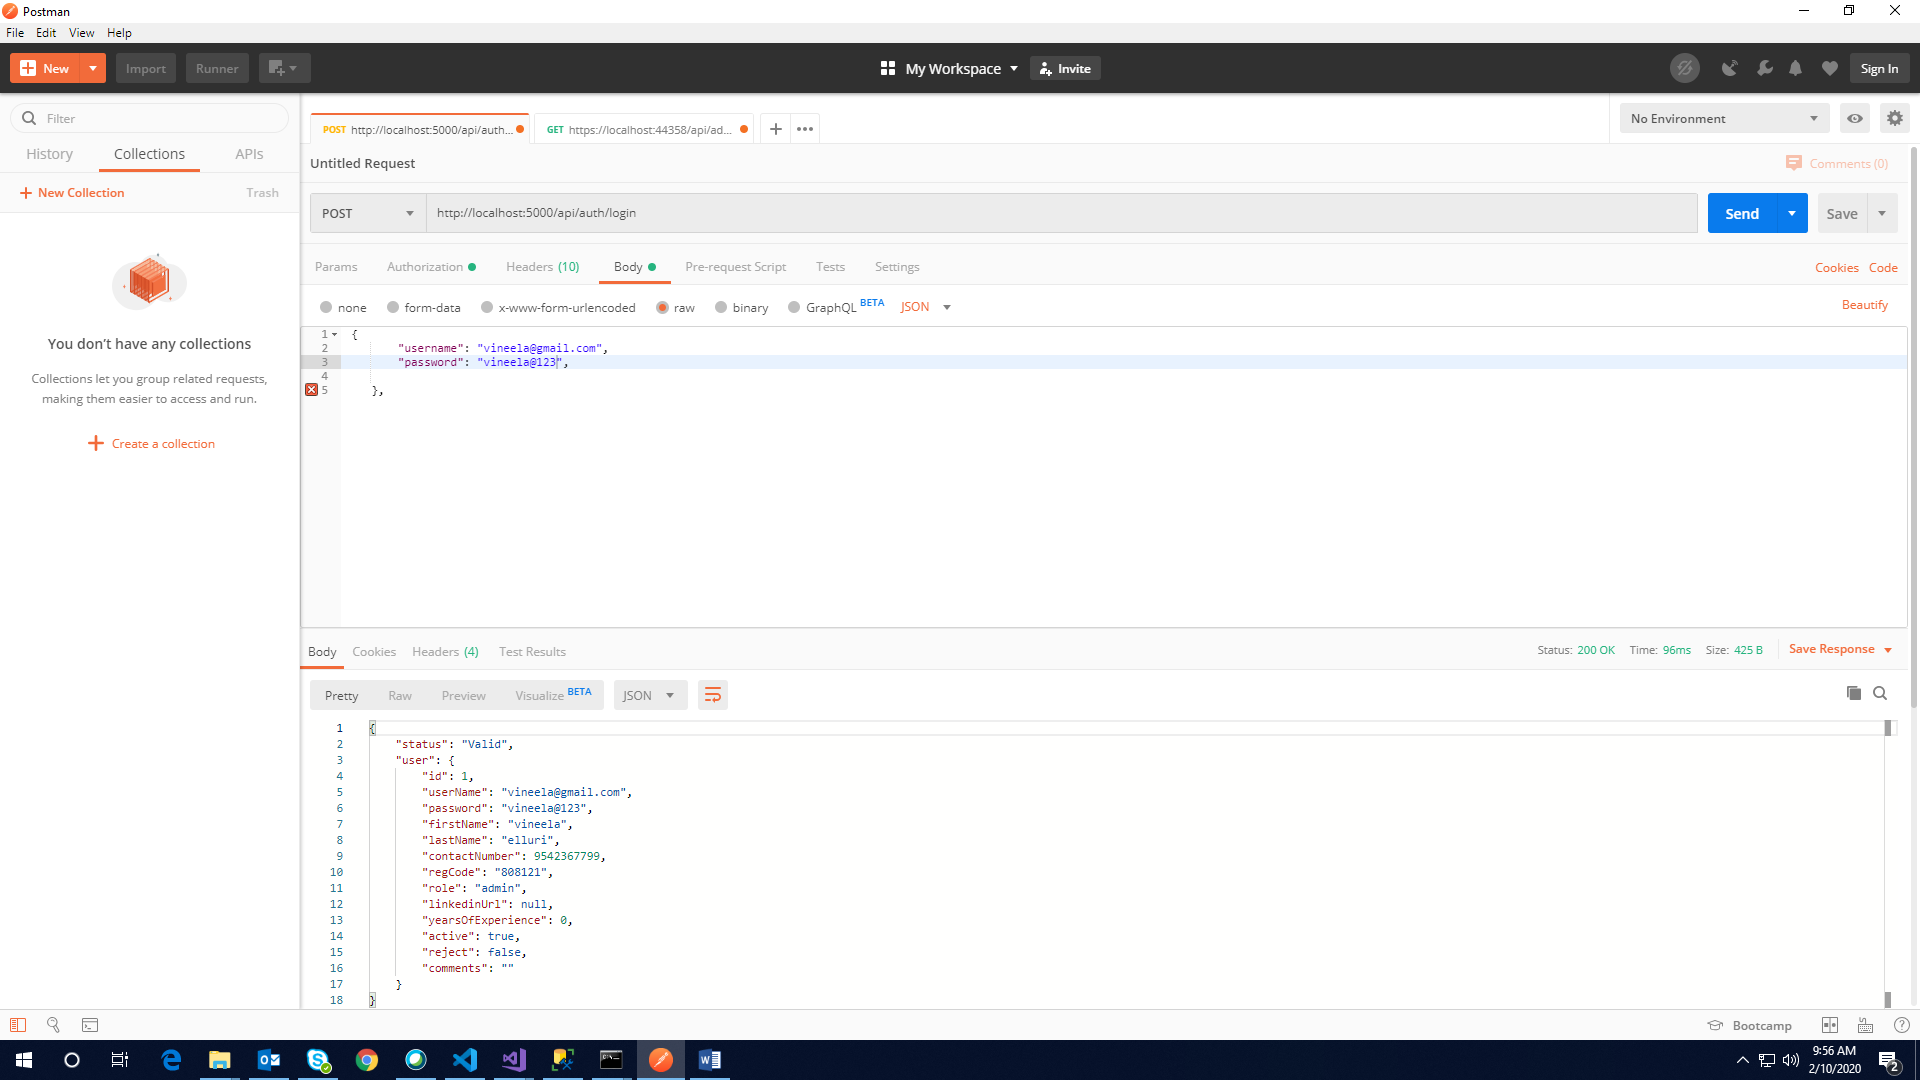 Postman
File Edit View Help
New Import Runner My Workspace Invite Sign In
Filter
History Collections APIs
New Collection Trash
You don’t have any collections
Collections let you group related requests,
making them easier to access and run.
Create a collection
POST http://localhost:5000/api/auth... GET https://localhost:44358/api/ad... No Environment
Untitled Request Comments (0)
POST http://localhost:5000/api/auth/login Send Save
Params Authorization Headers (10) Body Pre-request Script Tests Settings Cookies Code
none form-data x-www-form-urlencoded raw binary GraphQL BETA JSON Beautify
1 {
2 "username": "vineela@gmail.com",
3 "password": "vineela@123",
4
5 },
Body Cookies Headers (4) Test Results Status: 200 OK Time: 96ms Size: 425 B Save Response
Pretty Raw Preview Visualize BETA JSON
1 {
2 "status": "Valid",
3 "user": {
4 "id": 1,
5 "userName": "vineela@gmail.com",
6 "password": "vineela@123",
7 "firstName": "vineela",
8 "lastName": "elluri",
9 "contactNumber": 9542367799,
10 "regCode": "808121",
11 "role": "admin",
12 "linkedinUrl": null,
13 "yearsOfExperience": 0,
14 "active": true,
15 "reject": false,
16 "comments": ""
17 }
18 }
Bootcamp
9:56 AM
2/10/2020
2